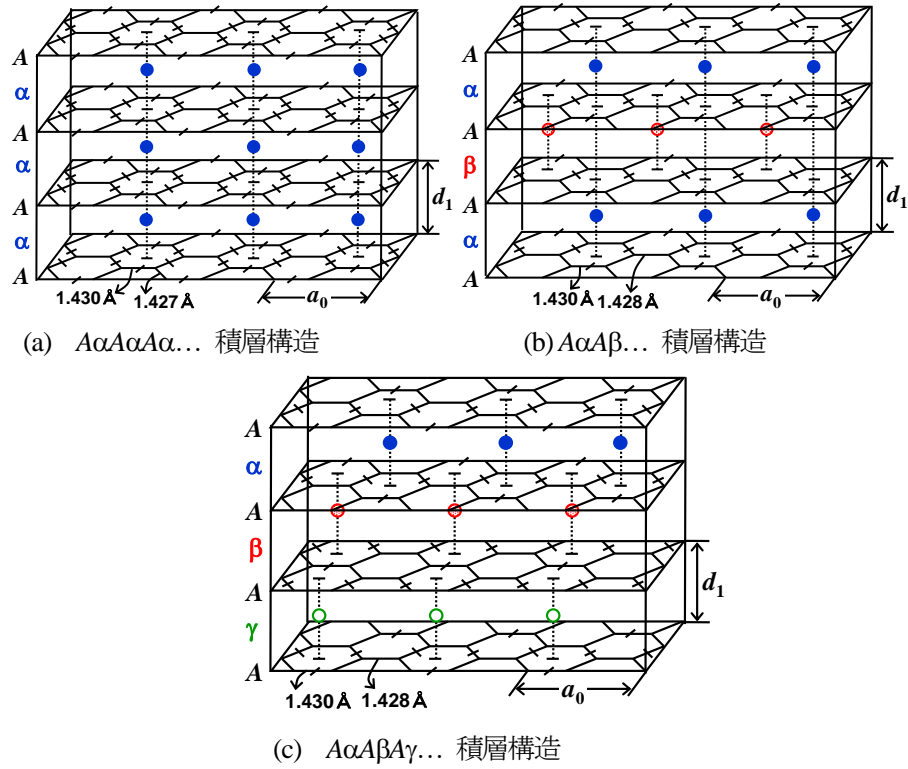 A
α
A
α
A
α
A
d₁
1.430 Å
1.427 Å
a₀
(a) AαAαAα… 積層構造
A
α
A
β
A
α
A
d₁
1.430 Å
1.428 Å
a₀
(b) AαAβ… 積層構造
A
α
A
β
A
γ
A
d₁
1.430 Å
1.428 Å
a₀
(c) AαAβAγ… 積層構造